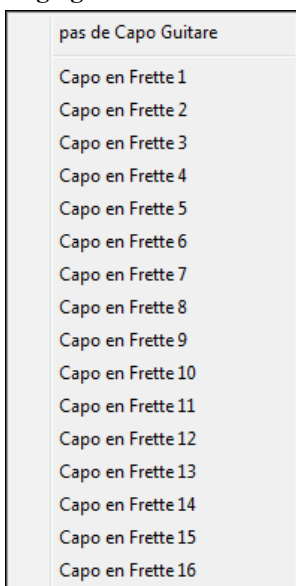 pas de Capo Guitare
Capo en Frette 1
Capo en Frette 2
Capo en Frette 3
Capo en Frette 4
Capo en Frette 5
Capo en Frette 6
Capo en Frette 7
Capo en Frette 8
Capo en Frette 9
Capo en Frette 10
Capo en Frette 11
Capo en Frette 12
Capo en Frette 13
Capo en Frette 14
Capo en Frette 15
Capo en Frette 16